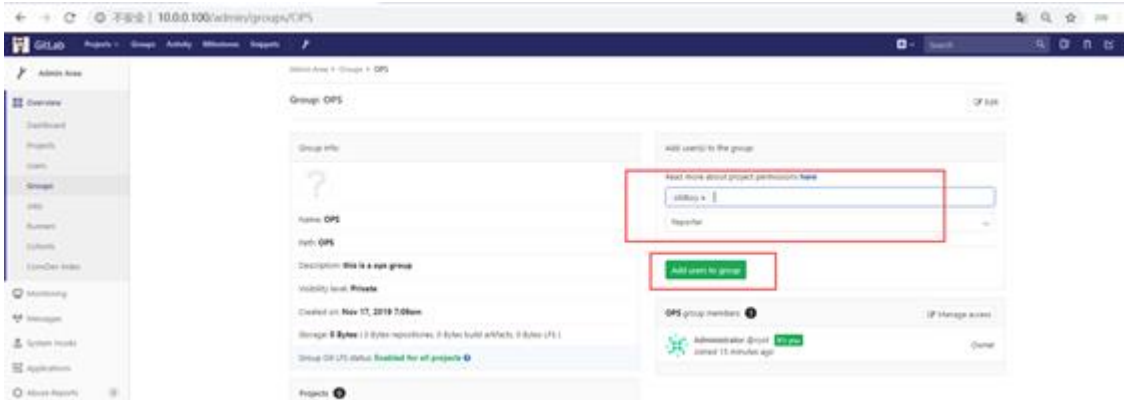 不安全 | 10.0.0.100/admin/groups/OPS
GitLab Projects Groups Activity Milestones Snippets Search
Admin Area
Admin Area Groups OPS
Overview
Dashboard
Projects
Users
Groups
Jobs
Runners
Cohorts
ConvDev Index
Monitoring
Messages
System Hooks
Applications
Abuse Reports
Group: OPS
Edit
Group info:
Name: OPS
Path: OPS
Description: this is a ops group
Visibility level: Private
Created on: Nov 17, 2019 7:08am
Storage: 0 Bytes ( 0 Bytes repositories, 0 Bytes build artifacts, 0 Bytes LFS )
Group Git LFS status: Enabled for all projects
Projects 0
Add user(s) to the group:
Read more about project permissions here
Reporter
Add users to group
OPS group members
Manage access
Administrator @root It's you
Joined 15 minutes ago
Owner